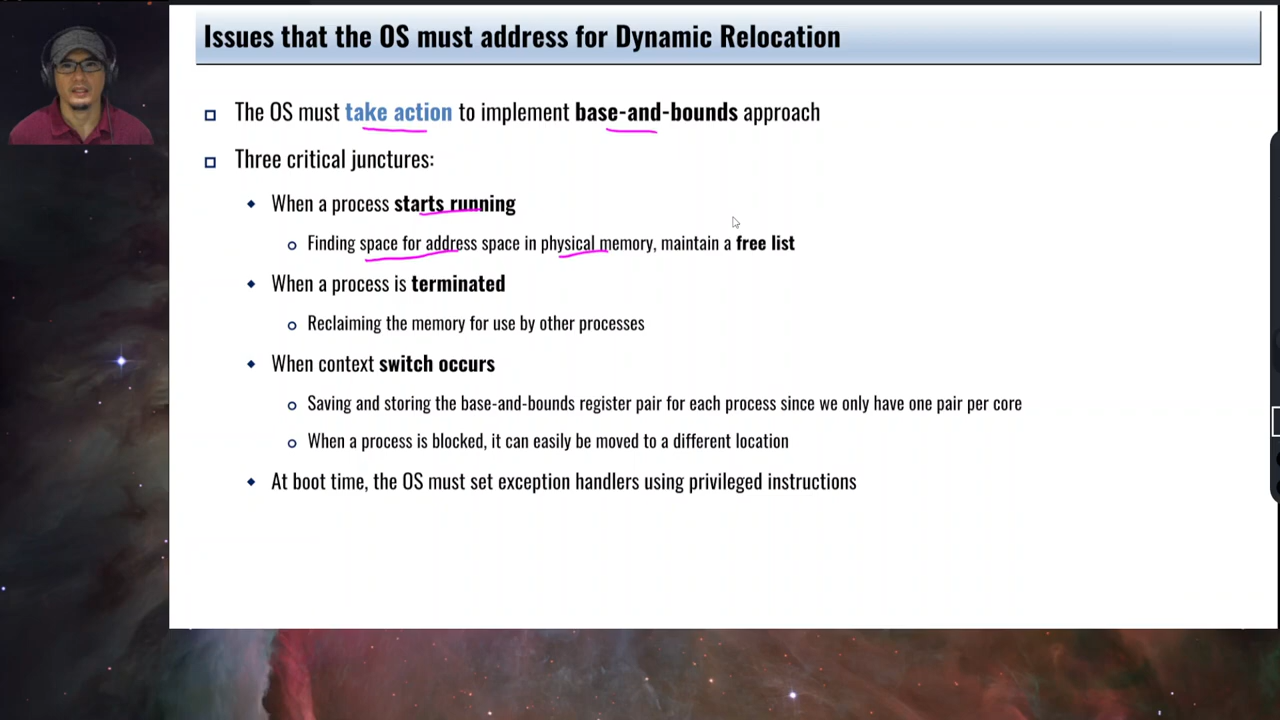 Issues that the OS must address for Dynamic Relocation
The OS must take action to implement base-and-bounds approach
Three critical junctures:
When a process starts running
Finding space for address space in physical memory, maintain a free list
When a process is terminated
Reclaiming the memory for use by other processes
When context switch occurs
Saving and storing the base-and-bounds register pair for each process since we only have one pair per core
When a process is blocked, it can easily be moved to a different location
At boot time, the OS must set exception handlers using privileged instructions